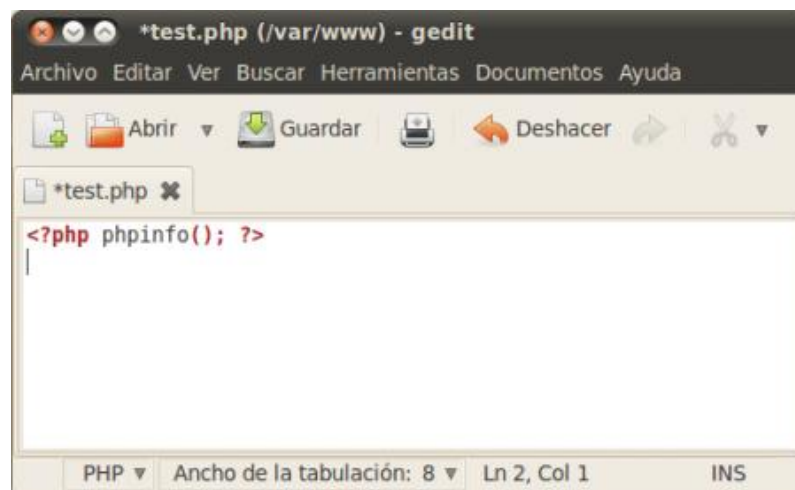 *test.php (/var/www) - gedit
Archivo Editar Ver Buscar Herramientas Documentos Ayuda
Abrir Guardar Deshacer
*test.php
<?php phpinfo(); ?>
PHP Ancho de la tabulación: 8 Ln 2, Col 1 INS